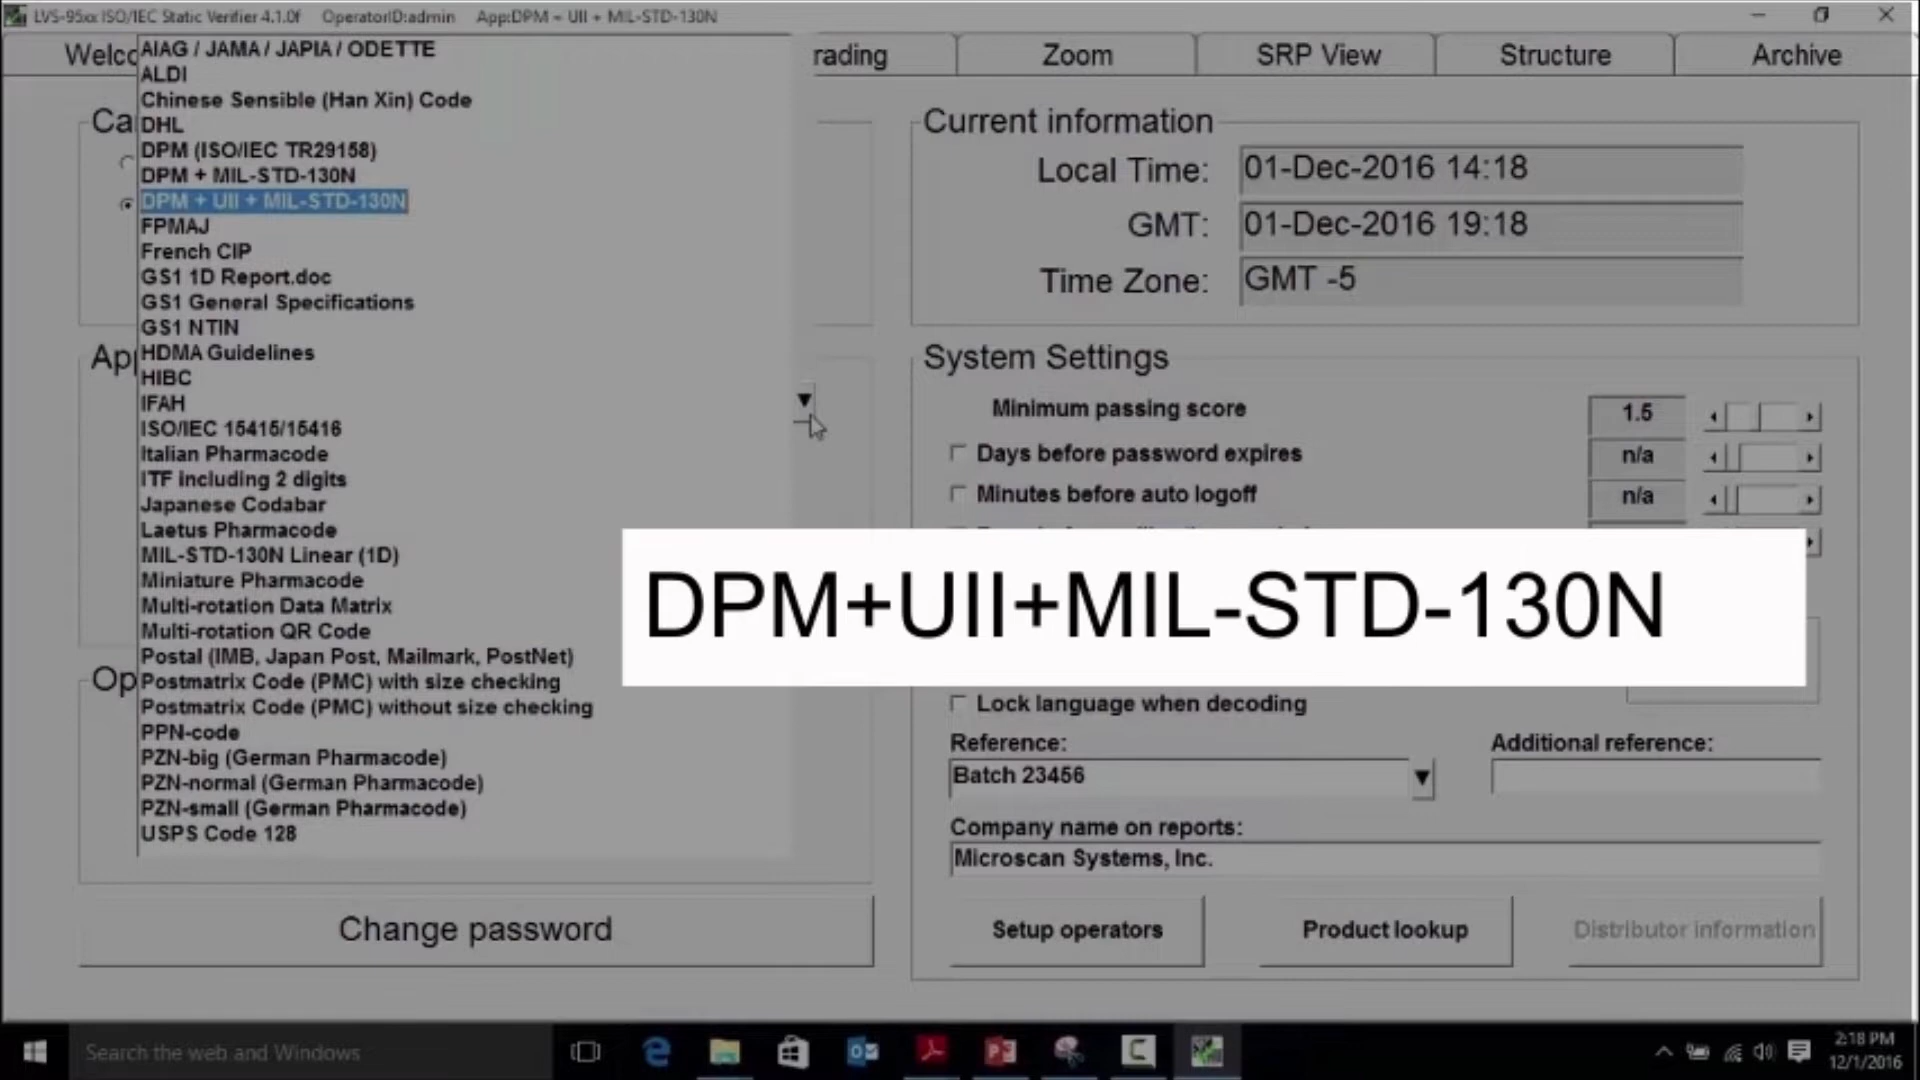 LVS-95xx ISO/IEC Static Verifier 4.1.0f OperatorID:admin App:DPM + UII + MIL-STD-130N
Welco
rading
Zoom
SRP View
Structure
Archive
AIAG / JAMA / JAPIA / ODETTE
ALDI
Chinese Sensible (Han Xin) Code
DHL
DPM (ISO/IEC TR29158)
DPM + MIL-STD-130N
DPM + UII + MIL-STD-130N
FPMAJ
French CIP
GS1 1D Report.doc
GS1 General Specifications
GS1 NTIN
HDMA Guidelines
HIBC
IFAH
ISO/IEC 15415/15416
Italian Pharmacode
ITF including 2 digits
Japanese Codabar
Laetus Pharmacode
MIL-STD-130N Linear (1D)
Miniature Pharmacode
Multi-rotation Data Matrix
Multi-rotation QR Code
Postal (IMB, Japan Post, Mailmark, PostNet)
Postmatrix Code (PMC) with size checking
Postmatrix Code (PMC) without size checking
PPN-code
PZN-big (German Pharmacode)
PZN-normal (German Pharmacode)
PZN-small (German Pharmacode)
USPS Code 128
Ca
App
Op
Change password
Current information
Local Time: 01-Dec-2016 14:18
GMT: 01-Dec-2016 19:18
Time Zone: GMT -5
System Settings
Minimum passing score 1.5
Days before password expires n/a
Minutes before auto logoff n/a
DPM+UII+MIL-STD-130N
Lock language when decoding
Reference: Additional reference:
Batch 23456
Company name on reports:
Microscan Systems, Inc.
Setup operators Product lookup Distributor information
Search the web and Windows
2:18 PM
12/1/2016